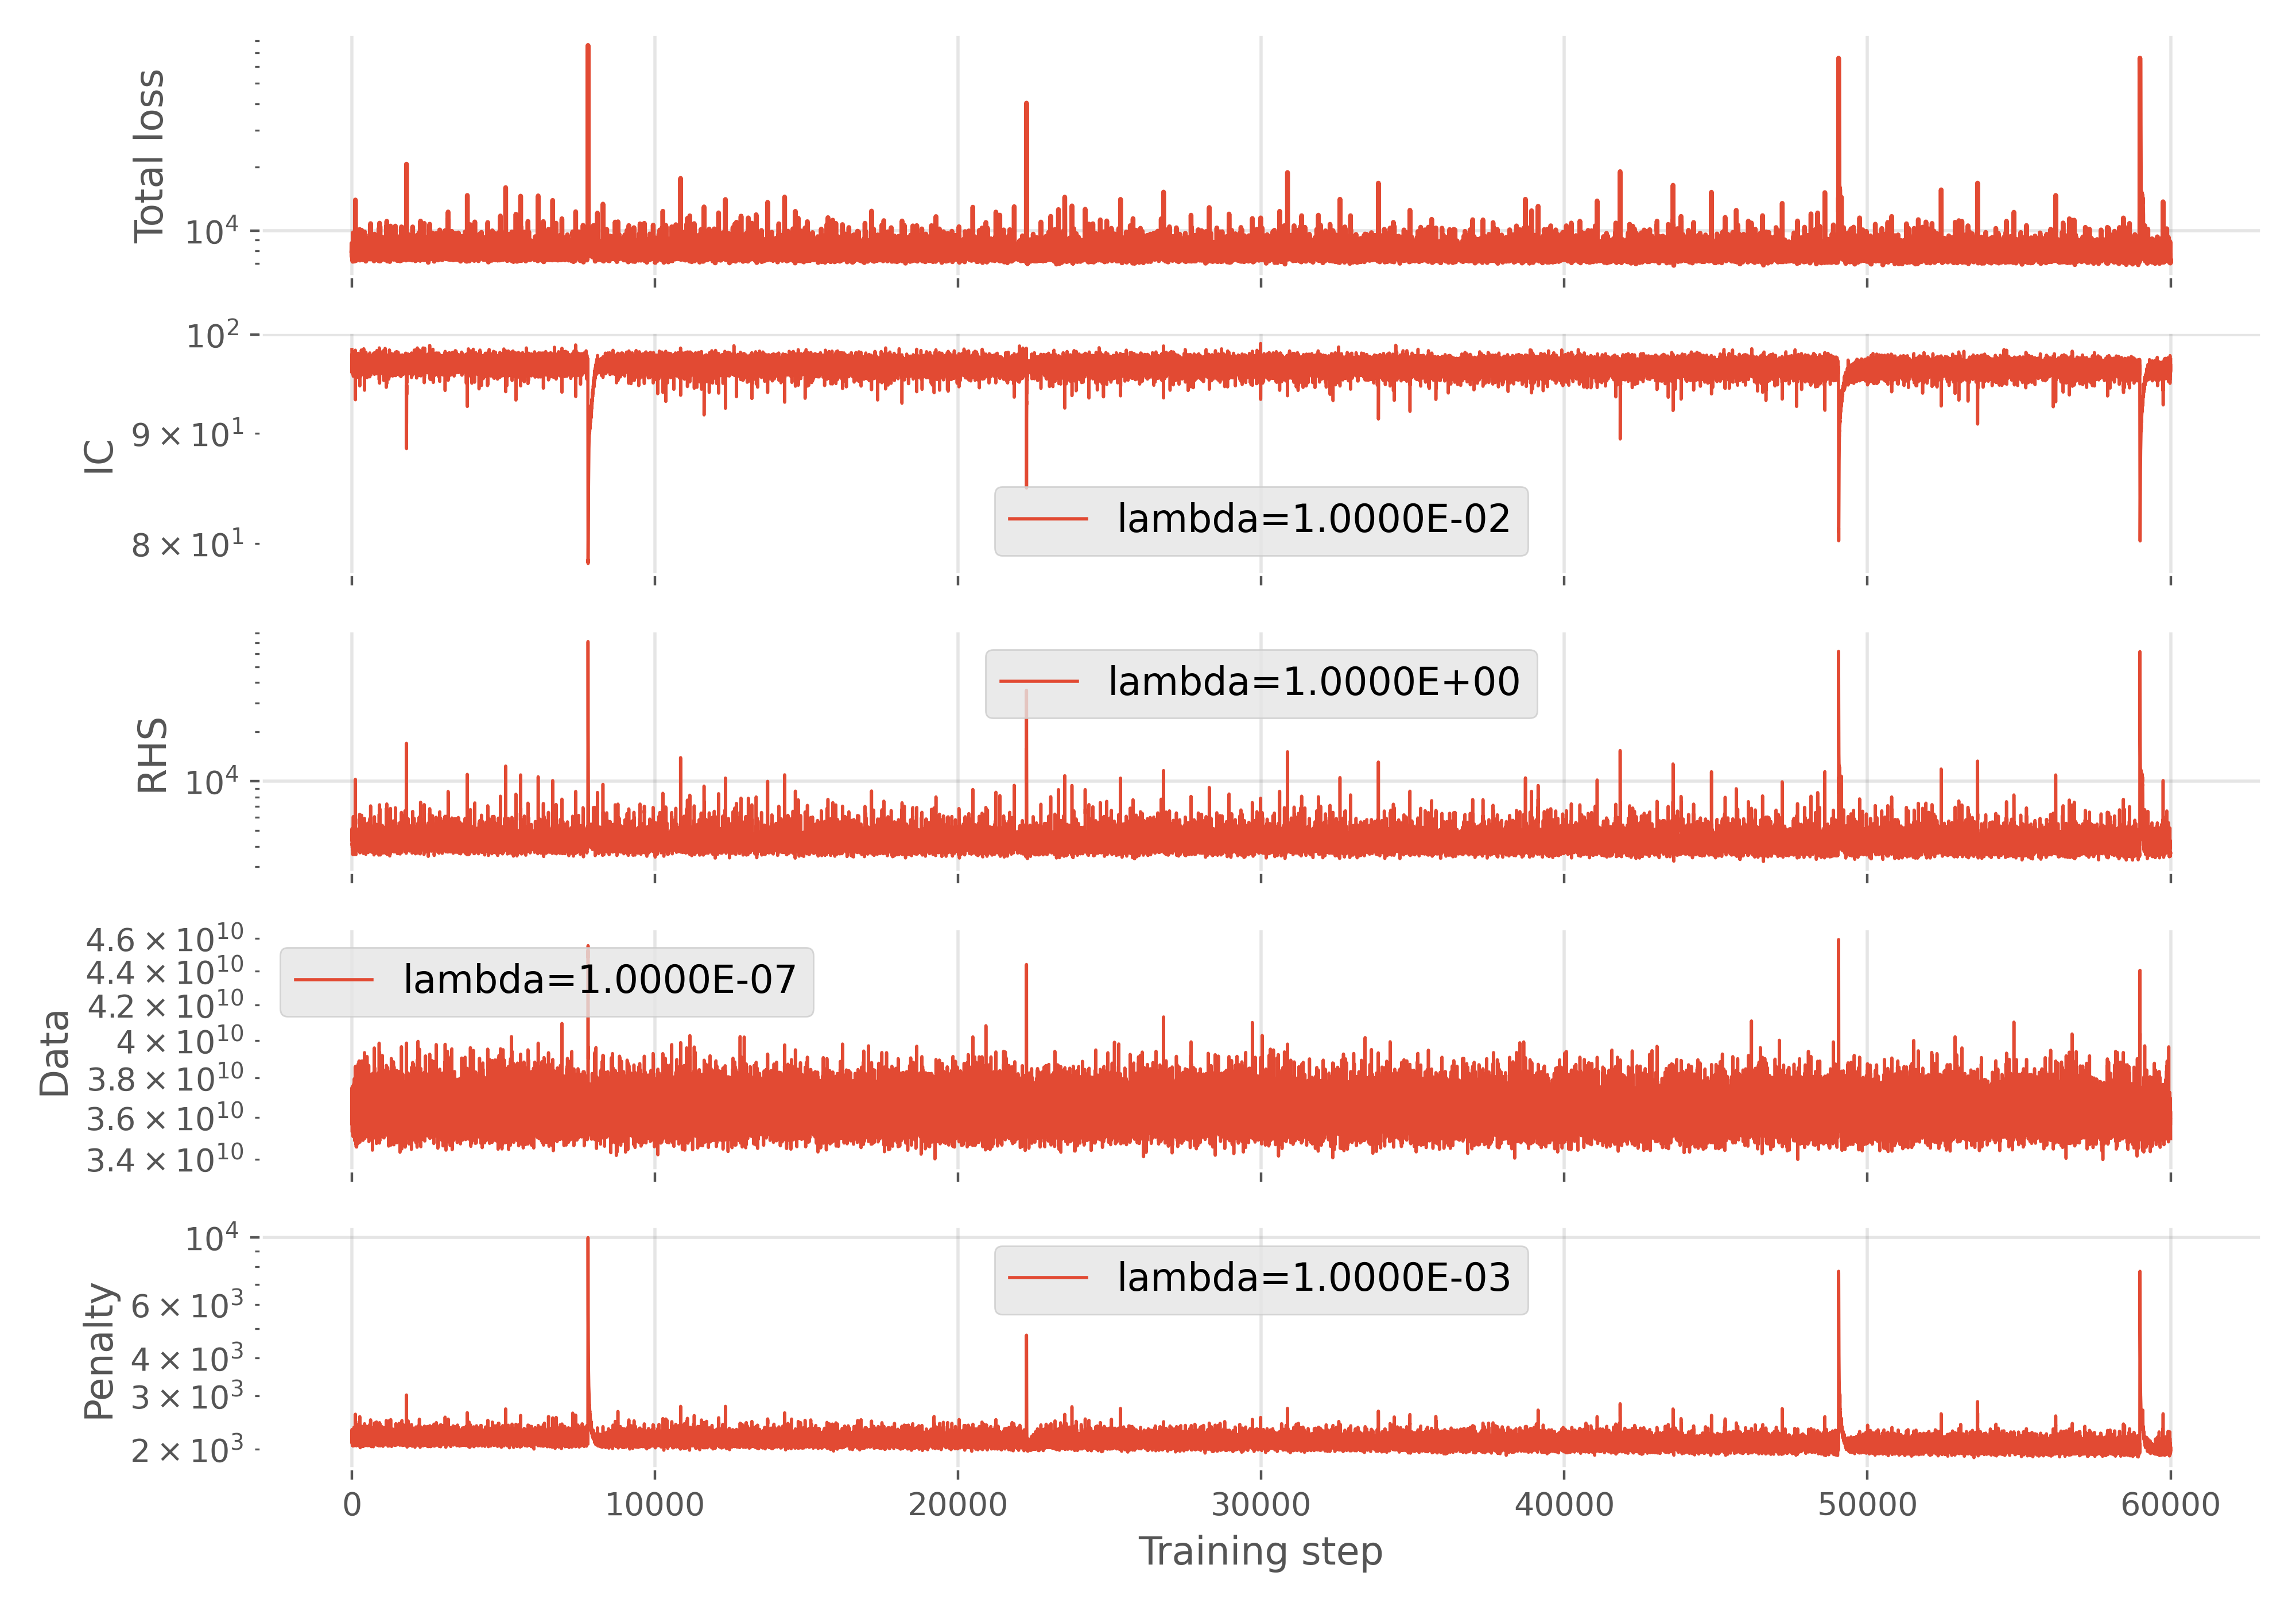 Total loss
10^4
IC
10^2
9 × 10^1
8 × 10^1
lambda=1.0000E-02
RHS
10^4
lambda=1.0000E+00
Data
4.6 × 10^10
4.4 × 10^10
4.2 × 10^10
4 × 10^10
3.8 × 10^10
3.6 × 10^10
3.4 × 10^10
lambda=1.0000E-07
Penalty
10^4
6 × 10^3
4 × 10^3
3 × 10^3
2 × 10^3
lambda=1.0000E-03
0 10000 20000 30000 40000 50000 60000
Training step